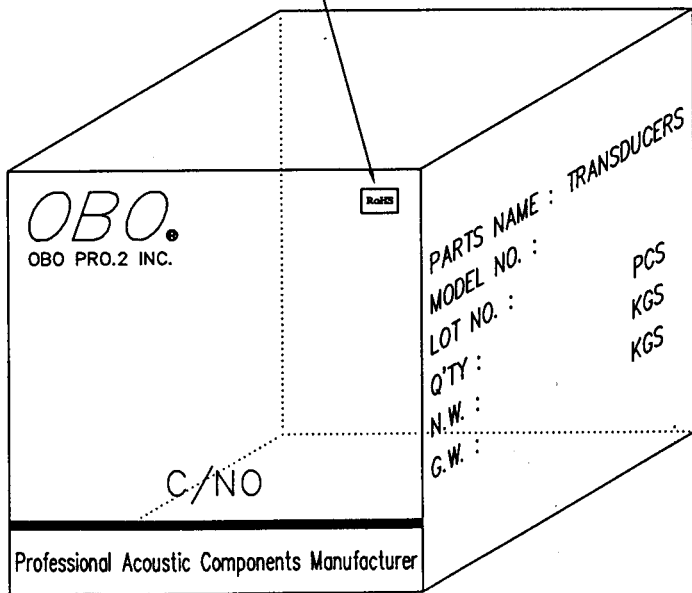 OBO.®
OBO PRO.2 INC.
RoHS
C/NO
Professional Acoustic Components Manufacturer
PARTS NAME : TRANSDUCERS
MODEL NO. :
LOT NO. :
Q'TY : PCS
N.W. : KGS
G.W. : KGS